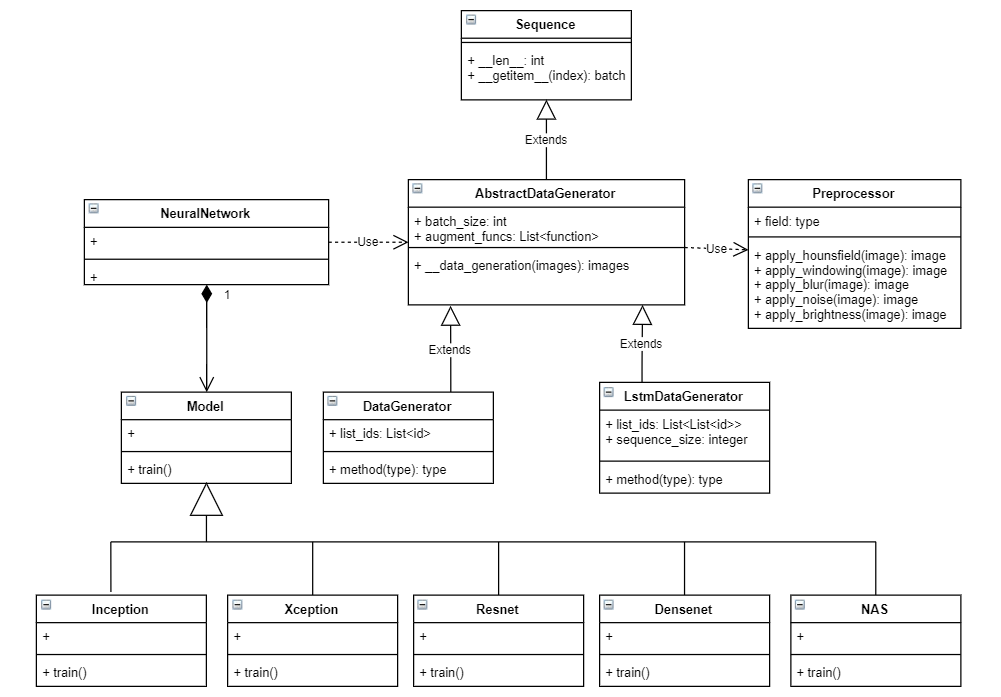 Sequence
+ __len__: int
+ __getitem__(index): batch
Extends
AbstractDataGenerator
+ batch_size: int
+ augment_funcs: List<function>
+ __data_generation(images): images
Preprocessor
+ field: type
+ apply_hounsfield(image): image
+ apply_windowing(image): image
+ apply_blur(image): image
+ apply_noise(image): image
+ apply_brightness(image): image
NeuralNetwork
+
+
Use
Use
1
Extends
Extends
Model
+
+ train()
DataGenerator
+ list_ids: List<id>
+ method(type): type
LstmDataGenerator
+ list_ids: List<List<id>>
+ sequence_size: integer
+ method(type): type
Inception
+
+ train()
Xception
+
+ train()
Resnet
+
+ train()
Densenet
+
+ train()
NAS
+
+ train()